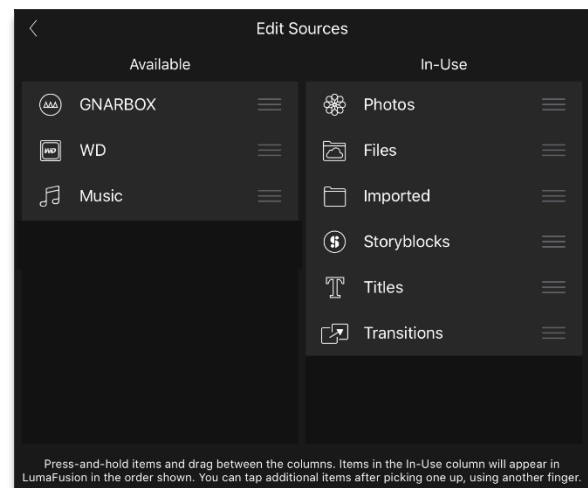 Edit Sources
Available
In-Use
GNARBOX
WD
WD
Music
Photos
Files
Imported
Storyblocks
T
Titles
Transitions
Press-and-hold items and drag between the columns. Items in the In-Use column will appear in
LumaFusion in the order shown. You can tap additional items after picking one up, using another finger.